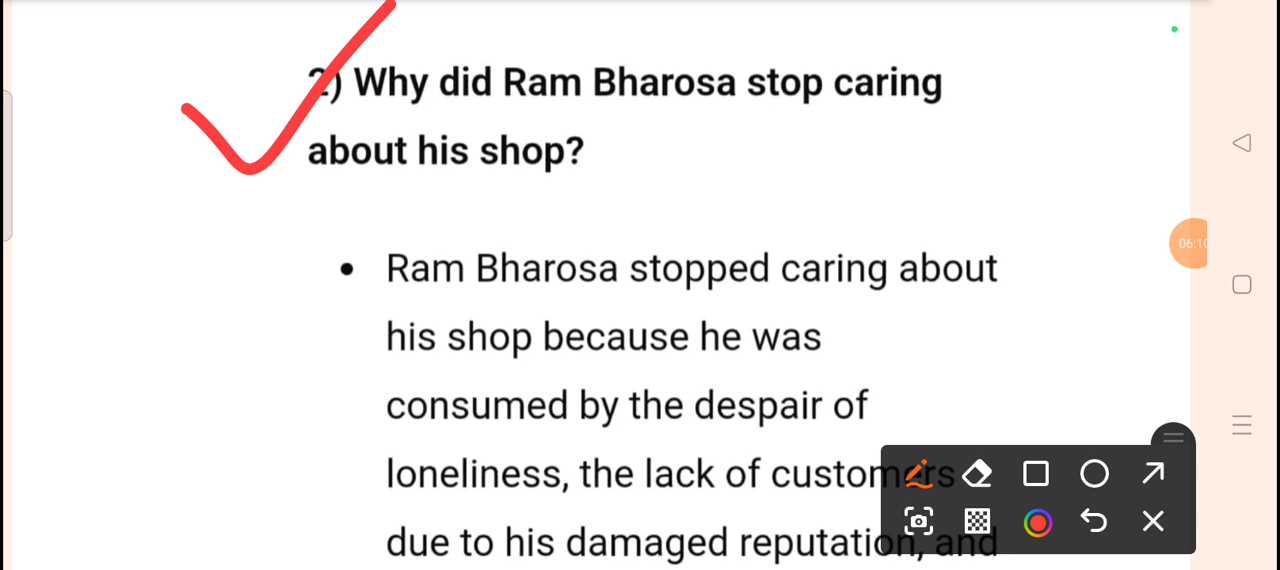 2) Why did Ram Bharosa stop caring
about his shop?
• Ram Bharosa stopped caring about
his shop because he was
consumed by the despair of
loneliness, the lack of customers
due to his damaged reputation, and
06:10